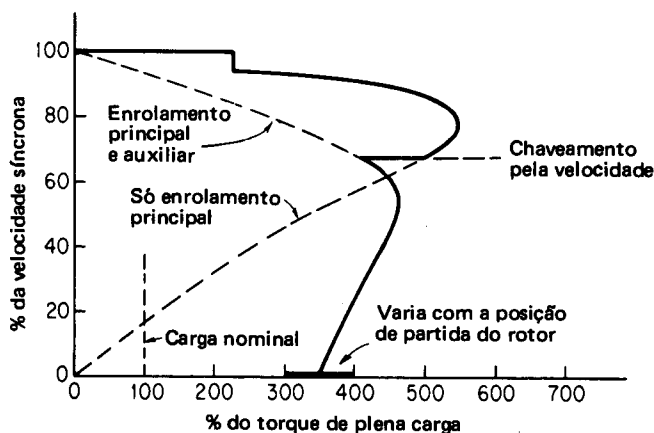 % da velocidade síncrona
100
80
60
40
20
0
Enrolamento
principal
e auxiliar
Só enrolamento
principal
Chaveamento
pela velocidade
Carga nominal
Varia com a posição
de partida do rotor
0
100
200
300
400
500
600
700
% do torque de plena carga